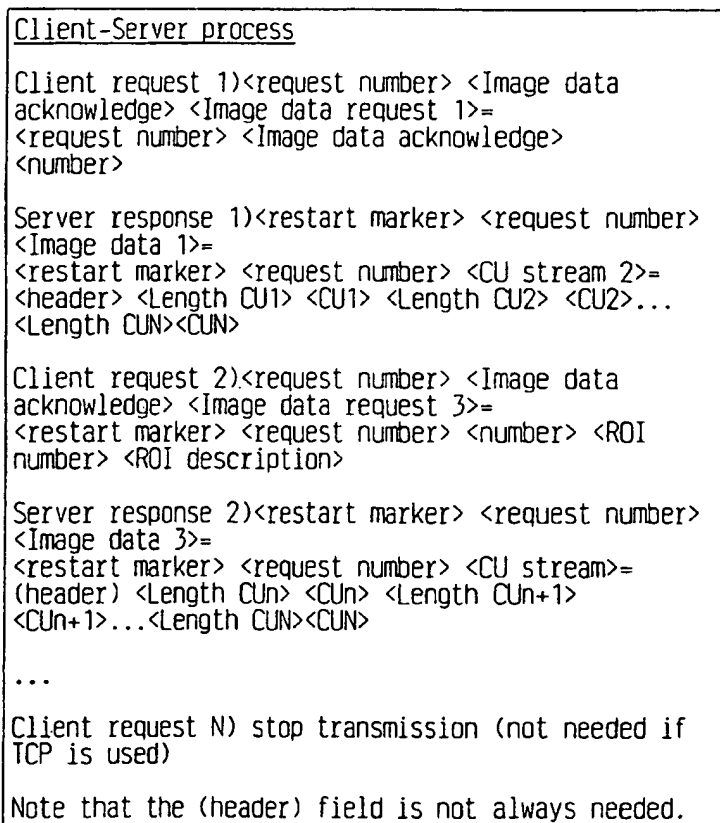 Client-Server process
Client request 1)<request number> <Image data
acknowledge> <Image data request 1>=
<request number> <Image data acknowledge>
<number>
Server response 1)<restart marker> <request number>
<Image data 1>=
<restart marker> <request number> <CU stream 2>=
<header> <Length CU1> <CU1> <Length CU2> <CU2>...
<Length CUN><CUN>
Client request 2)<request number> <Image data
acknowledge> <Image data request 3>=
<restart marker> <request number> <number> <ROI
number> <ROI description>
Server response 2)<restart marker> <request number>
<Image data 3>=
<restart marker> <request number> <CU stream>=
(header) <Length CUn> <CUn> <Length CUn+1>
<CUn+1>...<Length CUN><CUN>
...
Client request N) stop transmission (not needed if
TCP is used)
Note that the (header) field is not always needed.